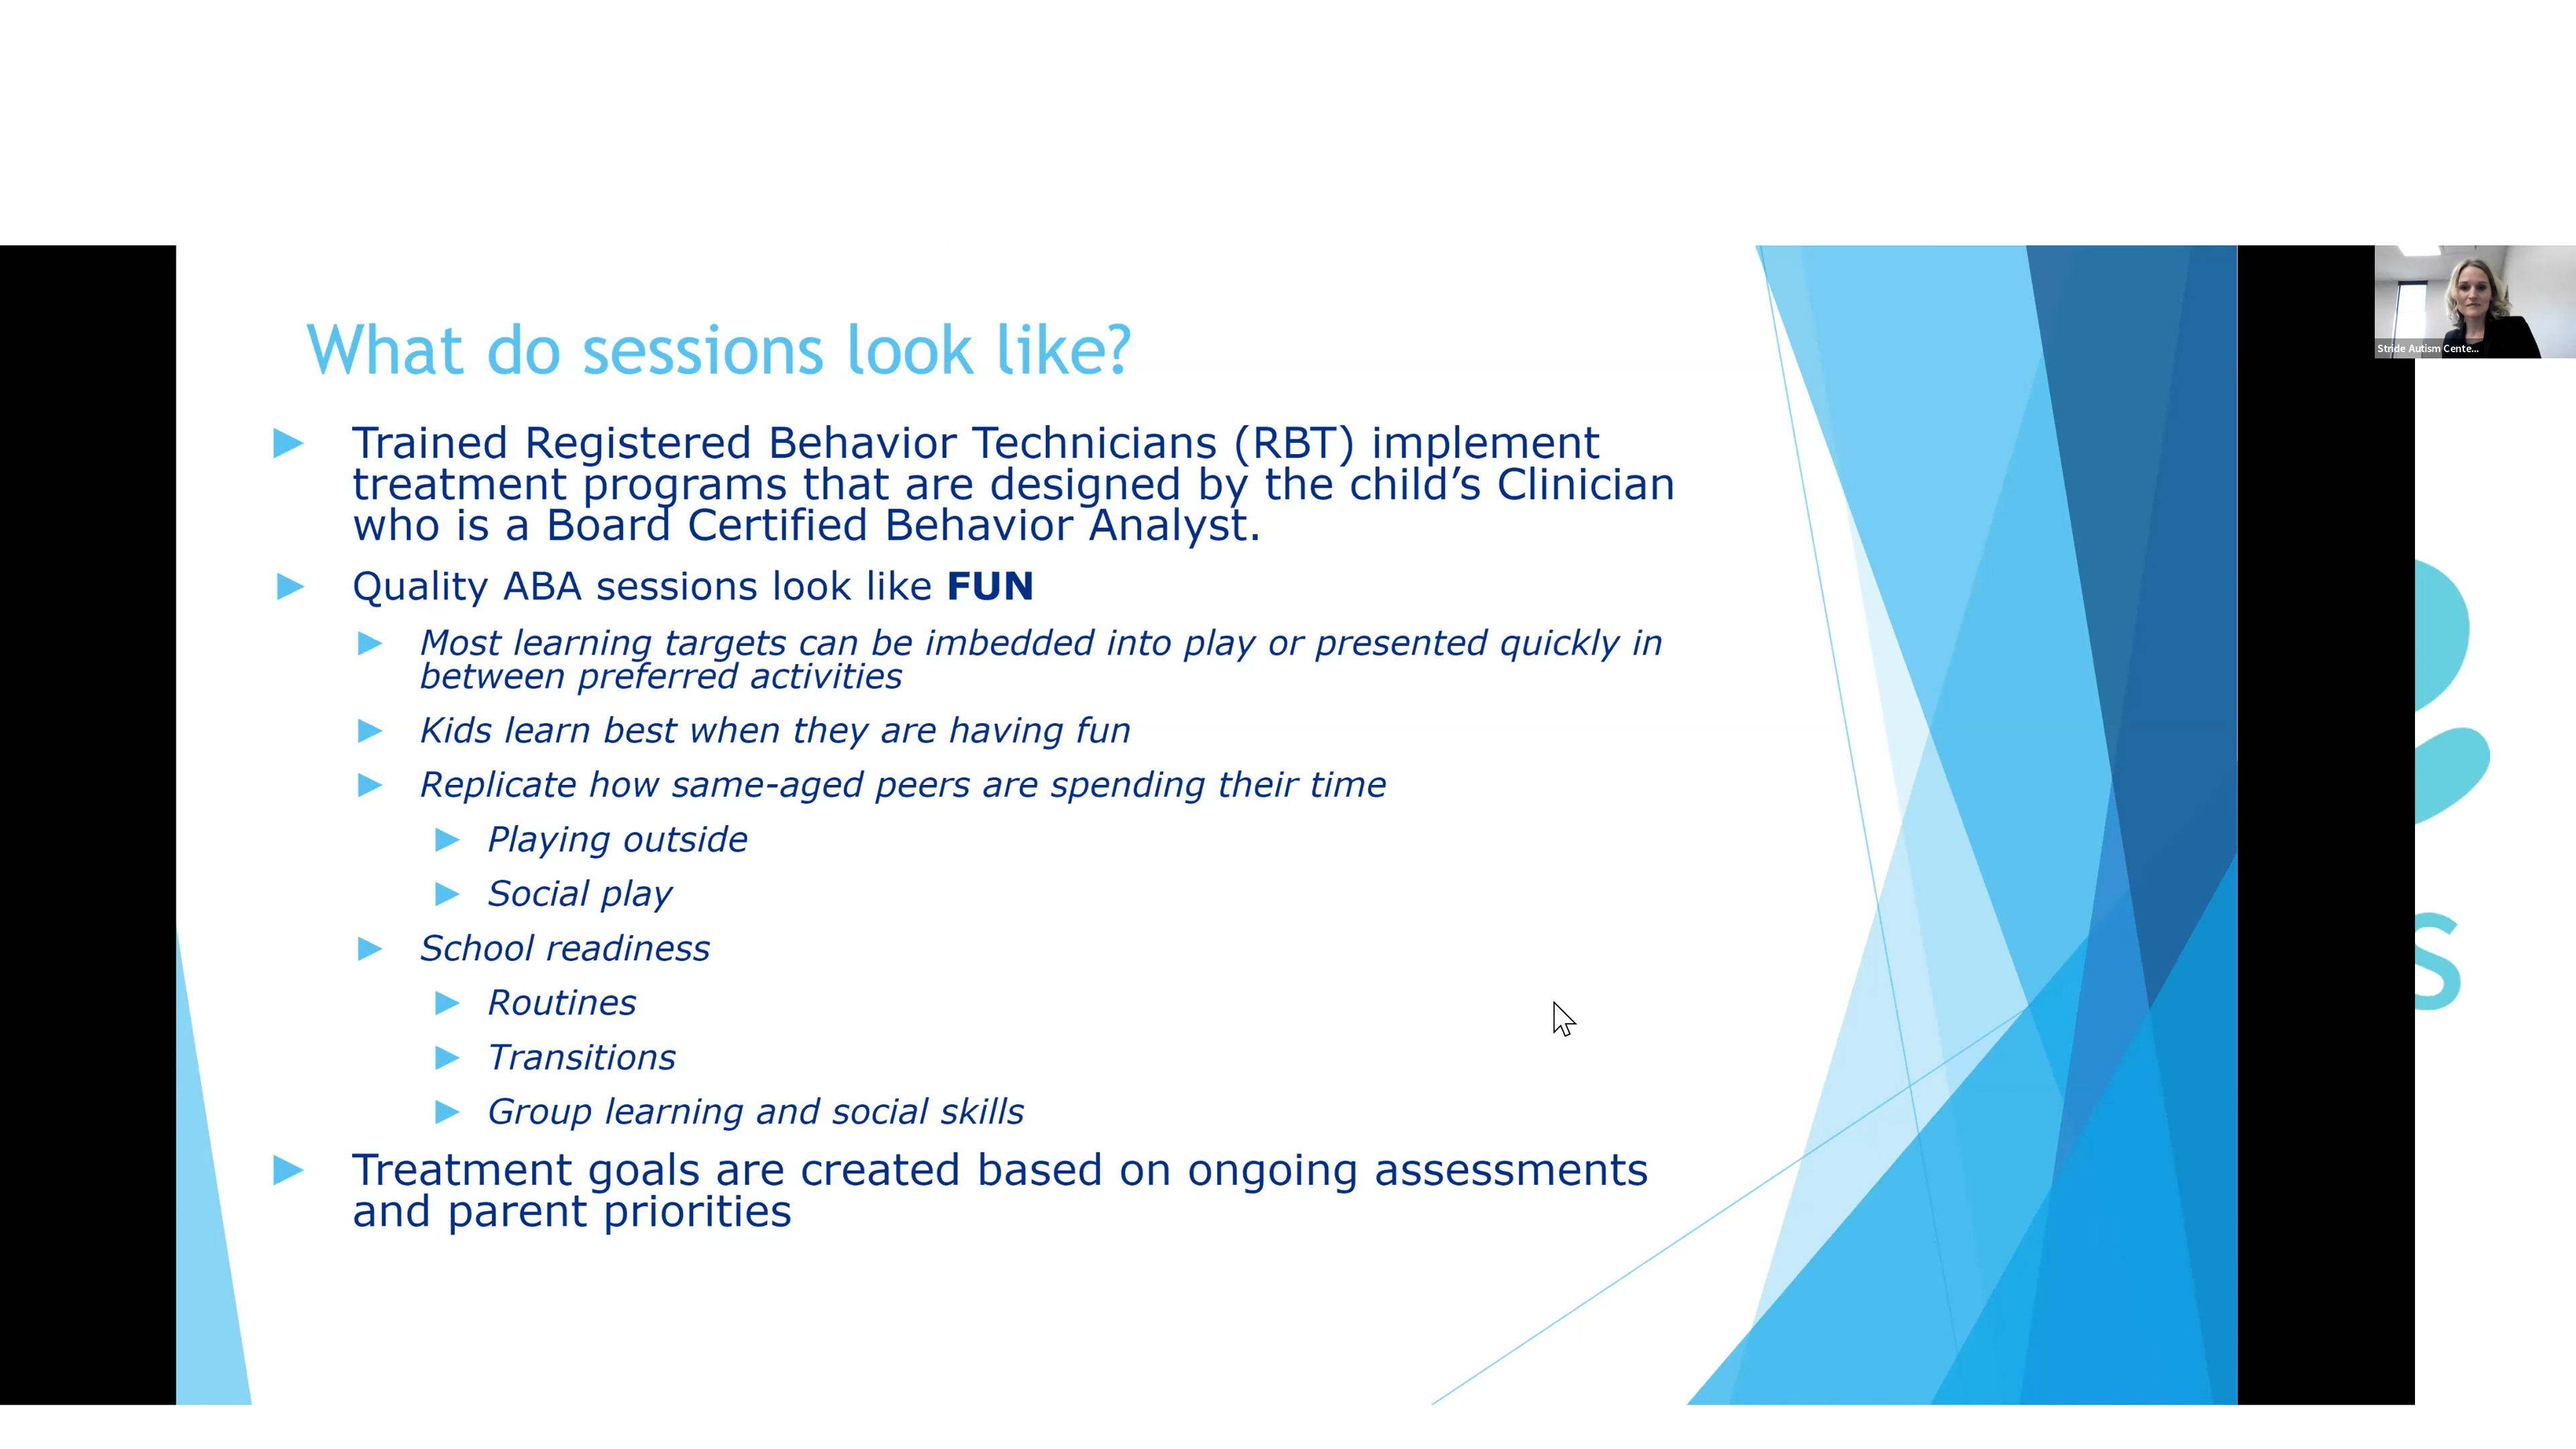 What do sessions look like?
Stride Autism Cente...
► Trained Registered Behavior Technicians (RBT) implement
treatment programs that are designed by the child’s Clinician
who is a Board Certified Behavior Analyst.
► Quality ABA sessions look like FUN
► Most learning targets can be imbedded into play or presented quickly in
between preferred activities
► Kids learn best when they are having fun
► Replicate how same-aged peers are spending their time
► Playing outside
► Social play
► School readiness
► Routines
► Transitions
► Group learning and social skills
► Treatment goals are created based on ongoing assessments
and parent priorities
s